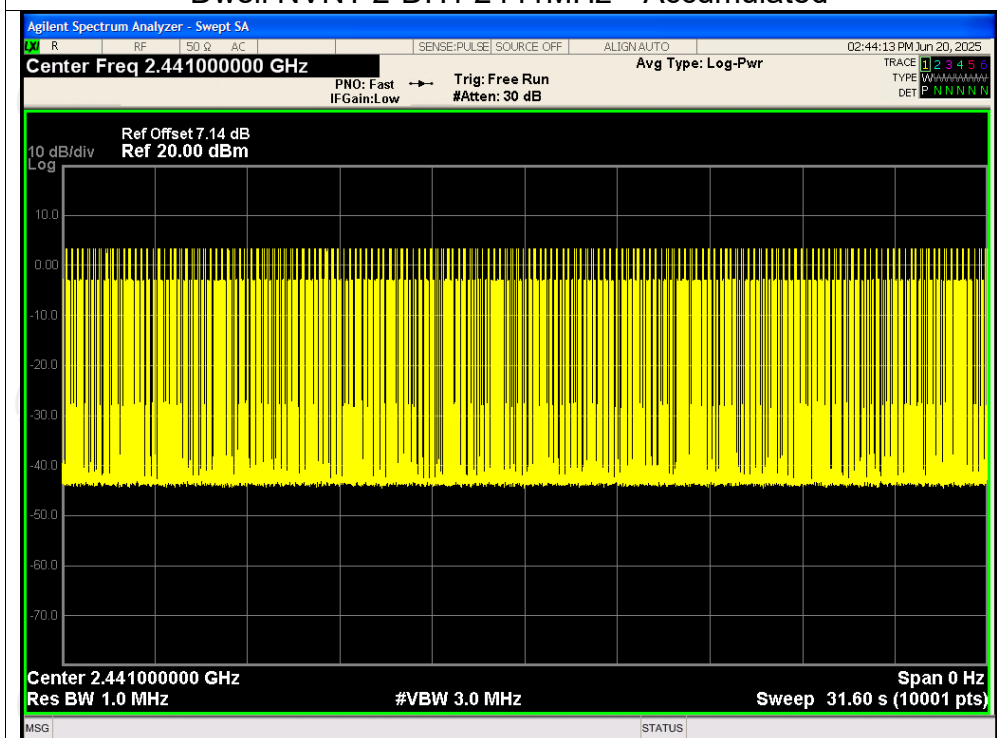 Dwell NVNT 2-DH1 2441MHz Accumulated
Agilent Spectrum Analyzer - Swept SA
LXI R RF 50 Ω AC SENSE:PULSE SOURCE OFF ALIGN AUTO 02:44:13 PM Jun 20, 2025
Center Freq 2.441000000 GHz Avg Type: Log-Pwr TRACE 1 2 3 4 5 6
PNO: Fast Trig: Free Run TYPE WWWWWW
IFGain:Low #Atten: 30 dB DET P N N N N N
Ref Offset 7.14 dB
10 dB/div Ref 20.00 dBm
Log
10.0
0.00
-10.0
-20.0
-30.0
-40.0
-50.0
-60.0
-70.0
Center 2.441000000 GHz Span 0 Hz
Res BW 1.0 MHz #VBW 3.0 MHz Sweep 31.60 s (10001 pts)
MSG STATUS